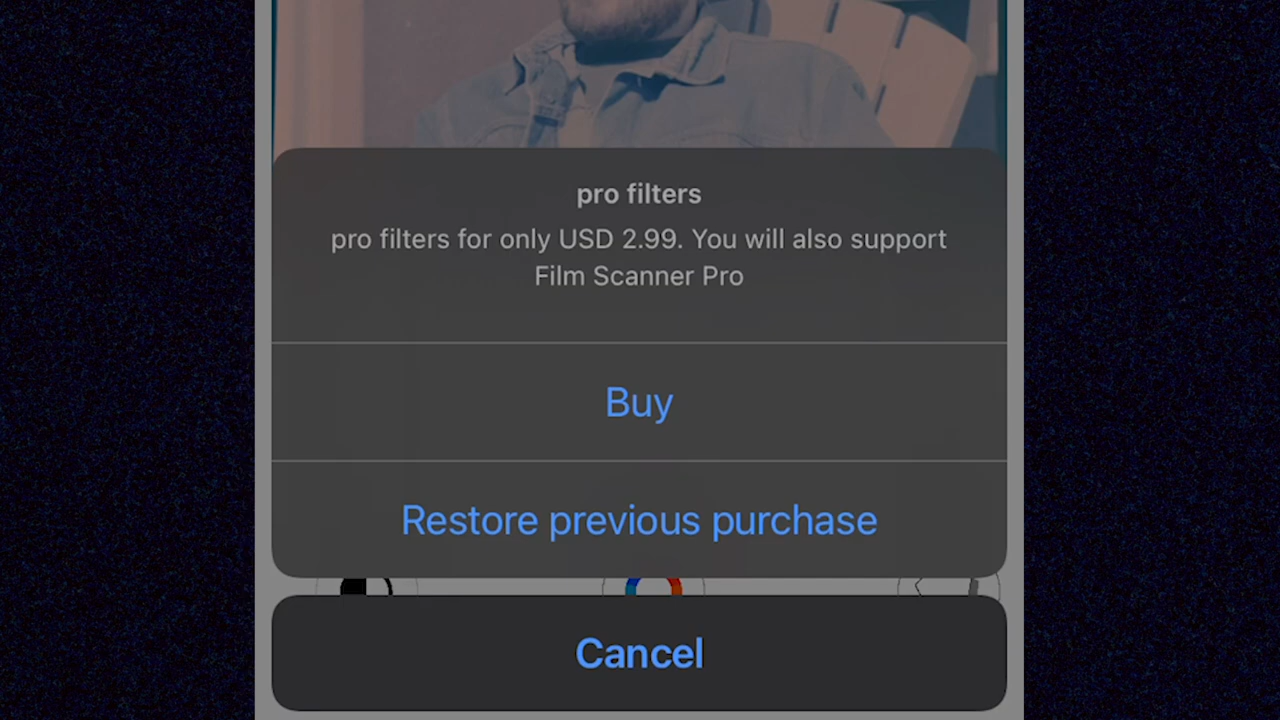 pro filters
pro filters for only USD 2.99. You will also support
Film Scanner Pro
Buy
Restore previous purchase
Cancel